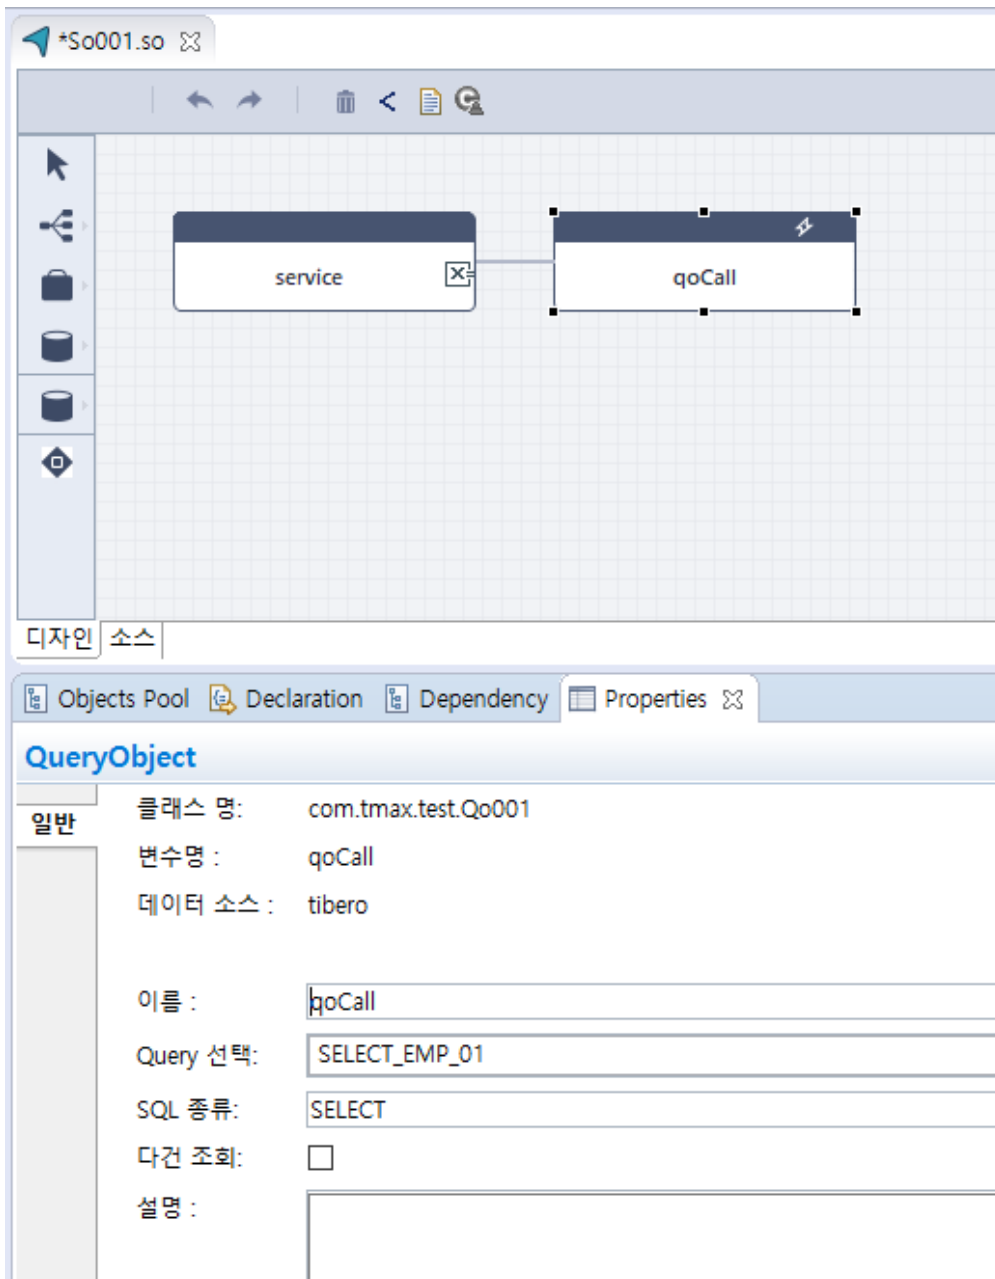 *So001.so
service
qoCall
디자인 소스
Objects Pool Declaration Dependency Properties
QueryObject
일반
클래스 명: com.tmax.test.Qo001
변수명 : qoCall
데이터 소스 : tibero
이름 : qoCall
Query 선택: SELECT_EMP_01
SQL 종류: SELECT
다건 조회:
설명 :